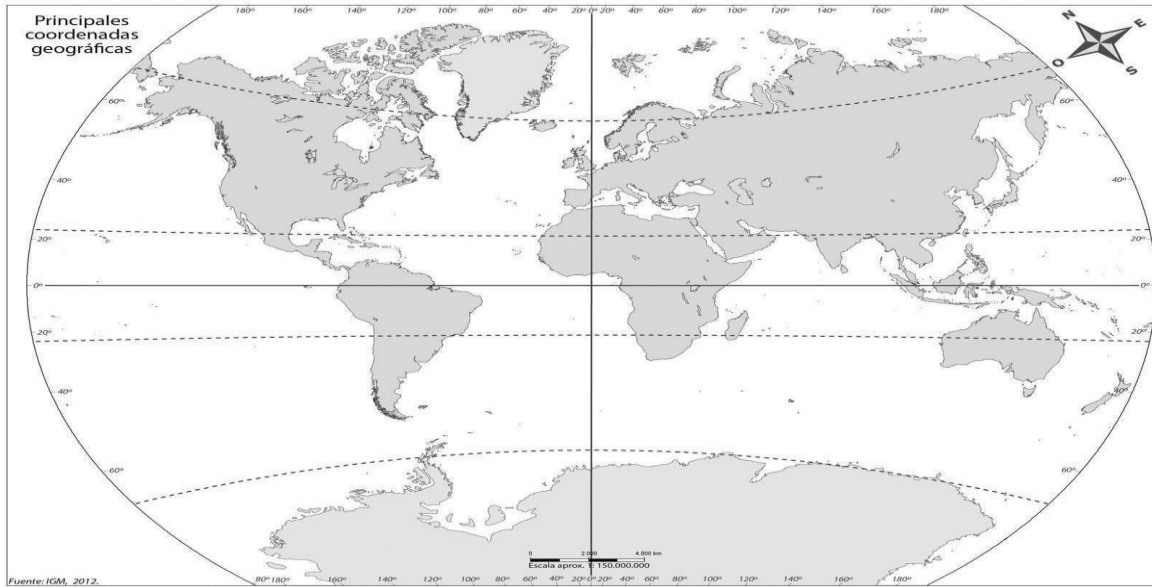 180° 160° 140° 120° 100° 80° 60° 40° 20° 0° 20° 40° 60° 80° 100° 120° 140° 160° 180°
Principales
coordenadas
geográficas
N E
O S
60° 60°
40° 40°
20° 20°
0° 0°
20° 20°
40° 40°
60° 60°
0 2.000 4.000 km
Escala aprox. 1: 150.000.000
Fuente: IGM, 2012.
80° 180° 160° 140° 120° 100° 80° 60° 40° 20° 0° 20° 40° 60° 80° 100° 120° 140° 160° 180°